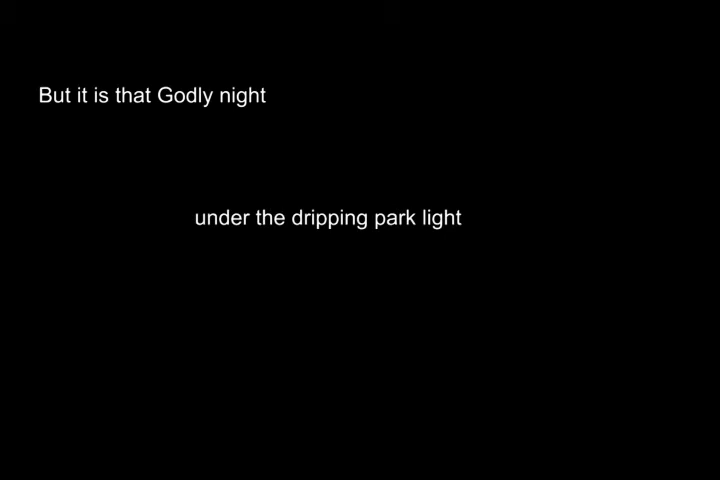 But it is that Godly night
under the dripping park light